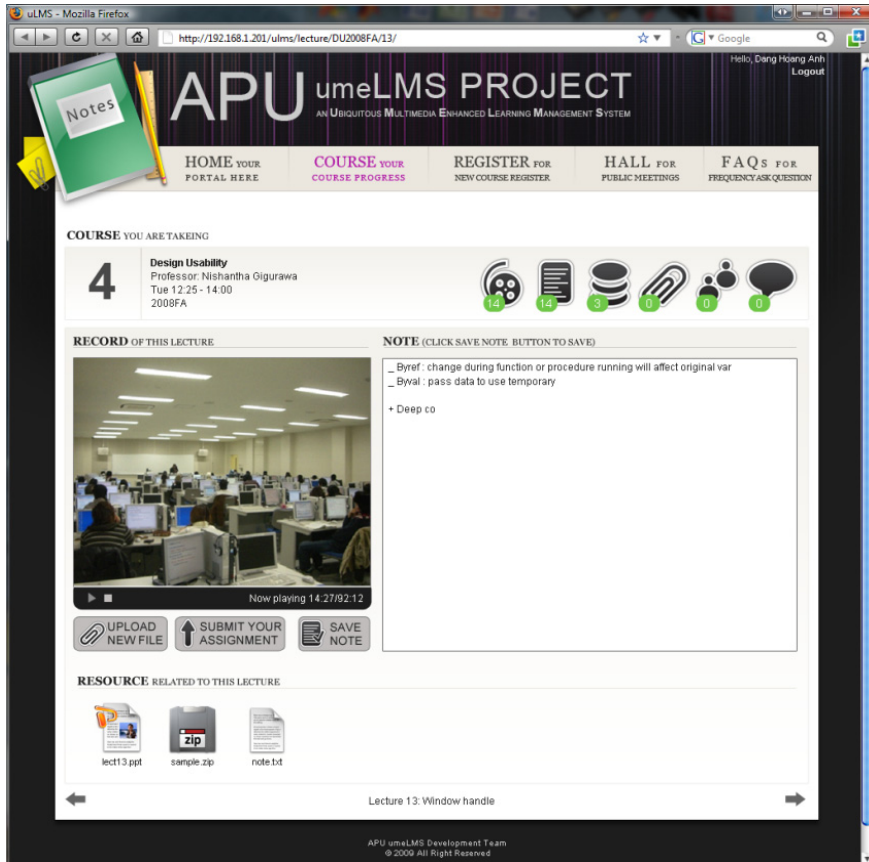 uLMS - Mozilla Firefox
http://192.168.1.201/ulms/lecture/DU2008FA/13/
Google
Hello, Dang Hoang Anh
Logout
Notes
APU umeLMS PROJECT
AN UBIQUITOUS MULTIMEDIA ENHANCED LEARNING MANAGEMENT SYSTEM
HOME YOUR
PORTAL HERE
COURSE YOUR
COURSE PROGRESS
REGISTER FOR
NEW COURSE REGISTER
HALL FOR
PUBLIC MEETINGS
FAQs FOR
FREQUENCY ASK QUESTION
COURSE YOU ARE TAKEING
4
Design Usability
Professor: Nishantha Gigurawa
Tue 12:25 - 14:00
2008FA
14 14 3 0 0 0
RECORD OF THIS LECTURE
Now playing 14:27/92:12
UPLOAD
NEW FILE
SUBMIT YOUR
ASSIGNMENT
SAVE
NOTE
NOTE (CLICK SAVE NOTE BUTTON TO SAVE)
_ Byref : change during function or procedure running will affect original var
_ Byval : pass data to use temporary
+ Deep co
RESOURCE RELATED TO THIS LECTURE
zip
lect13.ppt sample.zip note.txt
Lecture 13: Window handle
APU umeLMS Development Team
© 2009 All Right Reserved